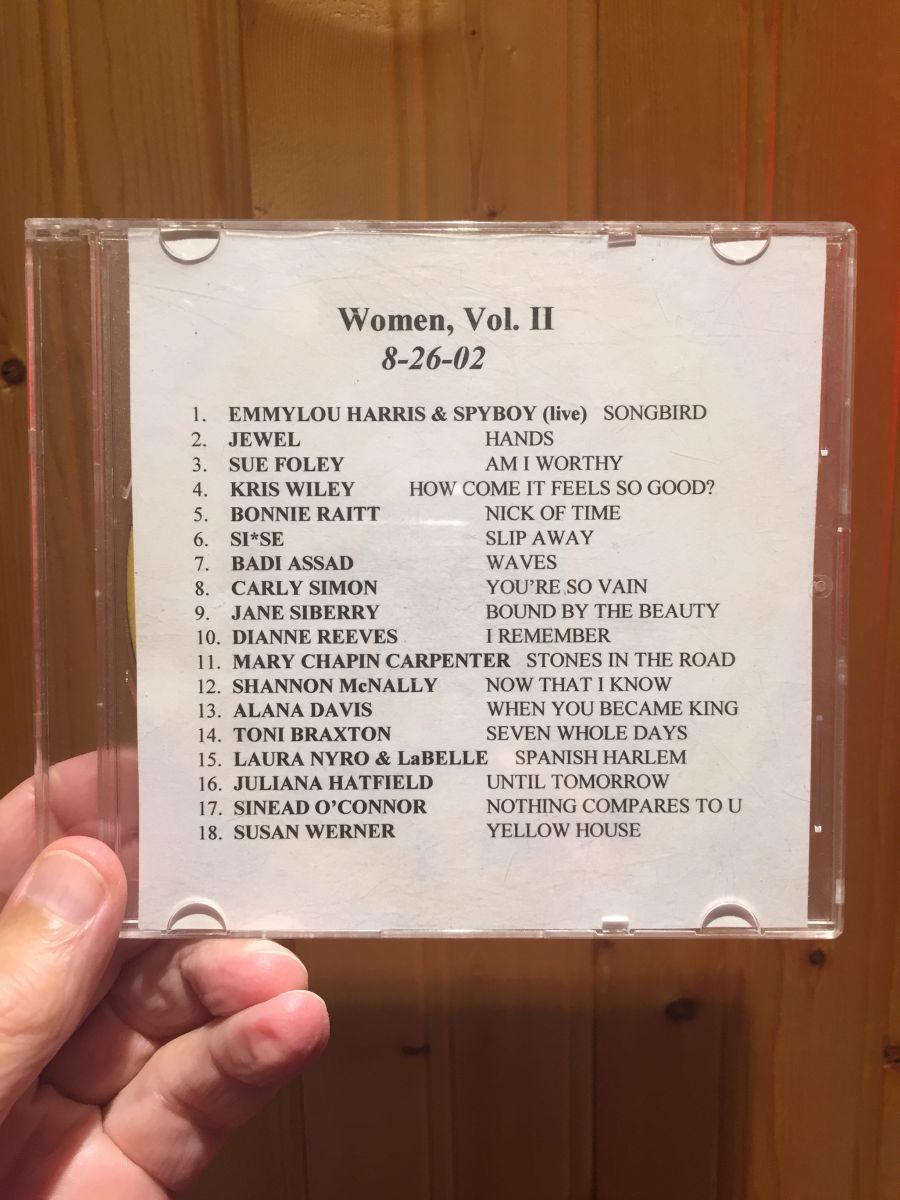 Women, Vol. II
8-26-02
1. EMMYLOU HARRIS & SPYBOY (live) SONGBIRD
2. JEWEL HANDS
3. SUE FOLEY AM I WORTHY
4. KRIS WILEY HOW COME IT FEELS SO GOOD?
5. BONNIE RAITT NICK OF TIME
6. SI*SE SLIP AWAY
7. BADI ASSAD WAVES
8. CARLY SIMON YOU'RE SO VAIN
9. JANE SIBERRY BOUND BY THE BEAUTY
10. DIANNE REEVES I REMEMBER
11. MARY CHAPIN CARPENTER STONES IN THE ROAD
12. SHANNON McNALLY NOW THAT I KNOW
13. ALANA DAVIS WHEN YOU BECAME KING
14. TONI BRAXTON SEVEN WHOLE DAYS
15. LAURA NYRO & LaBELLE SPANISH HARLEM
16. JULIANA HATFIELD UNTIL TOMORROW
17. SINEAD O'CONNOR NOTHING COMPARES TO U
18. SUSAN WERNER YELLOW HOUSE